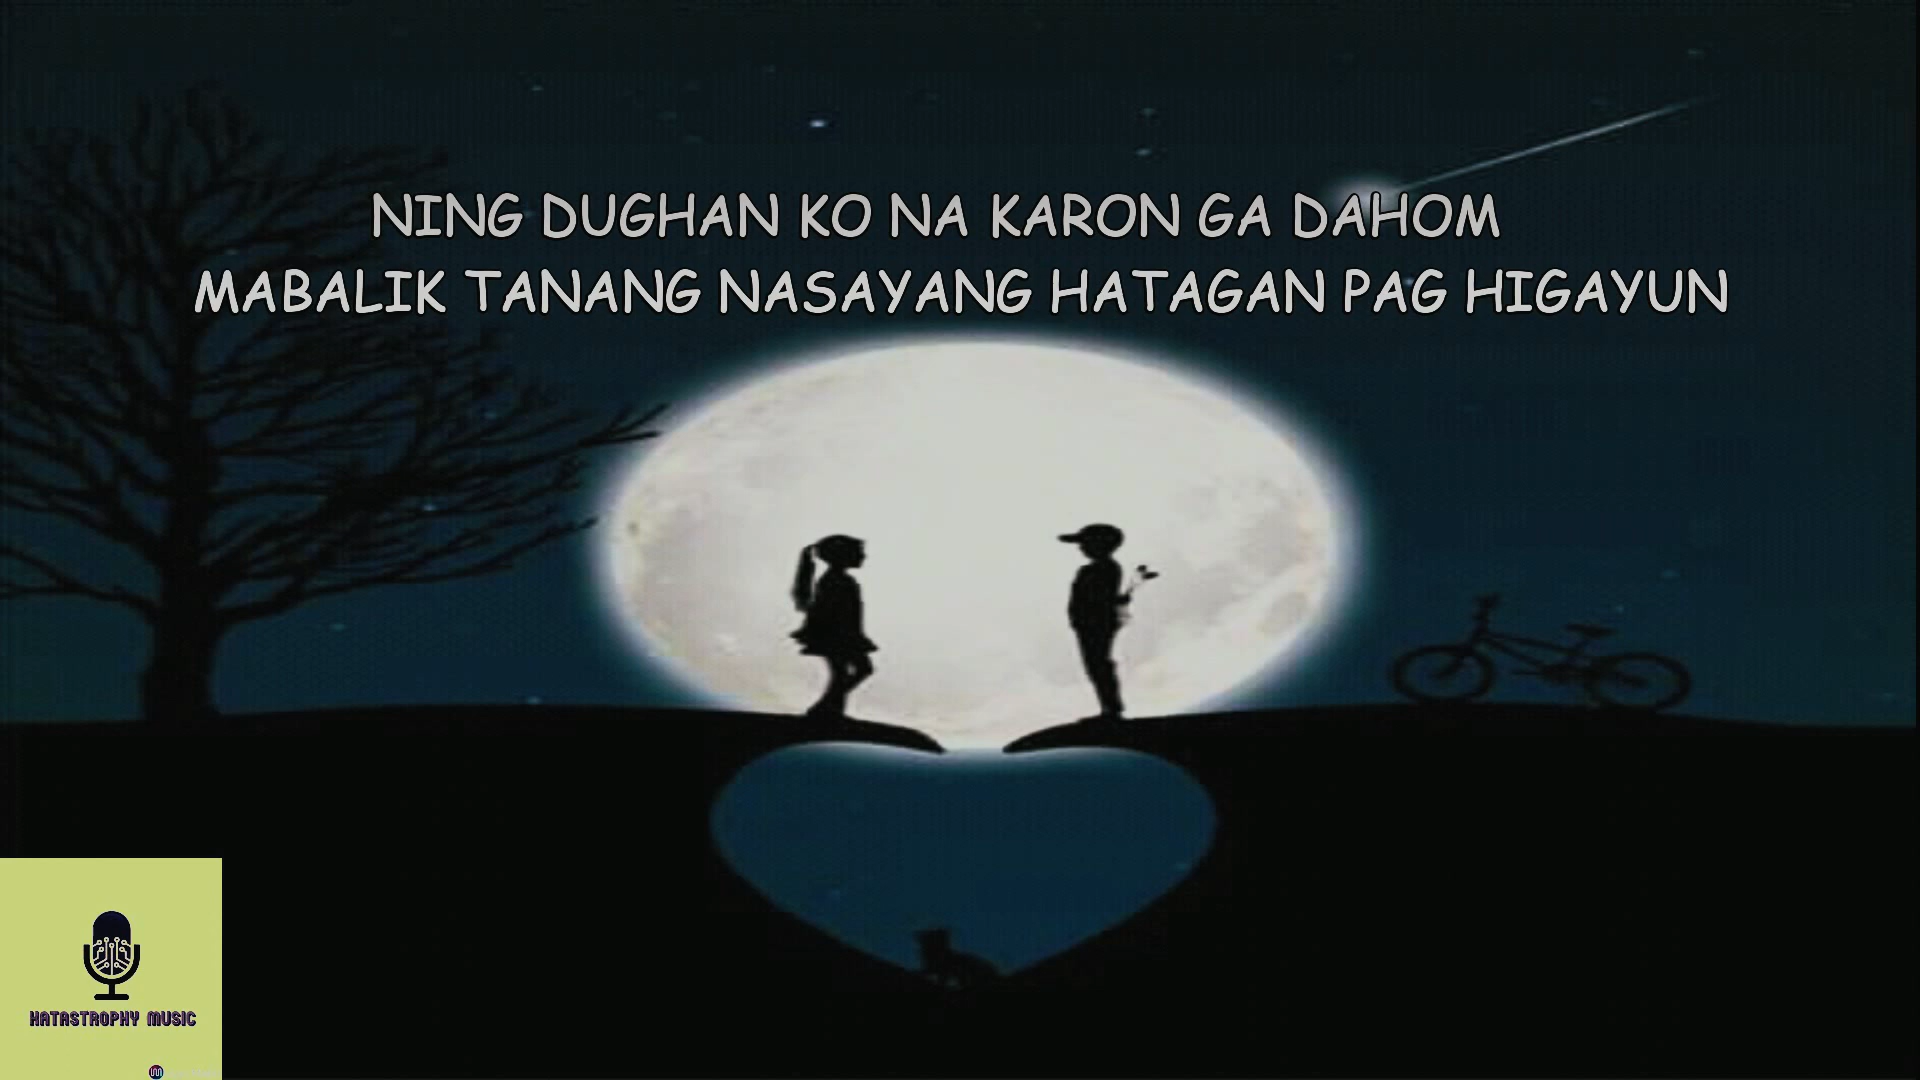 NING DUGHAN KO NA KARON GA DAHOM
MABALIK TANANG NASAYANG HATAGAN PAG HIGAYUN
KATASTROPHY MUSIC